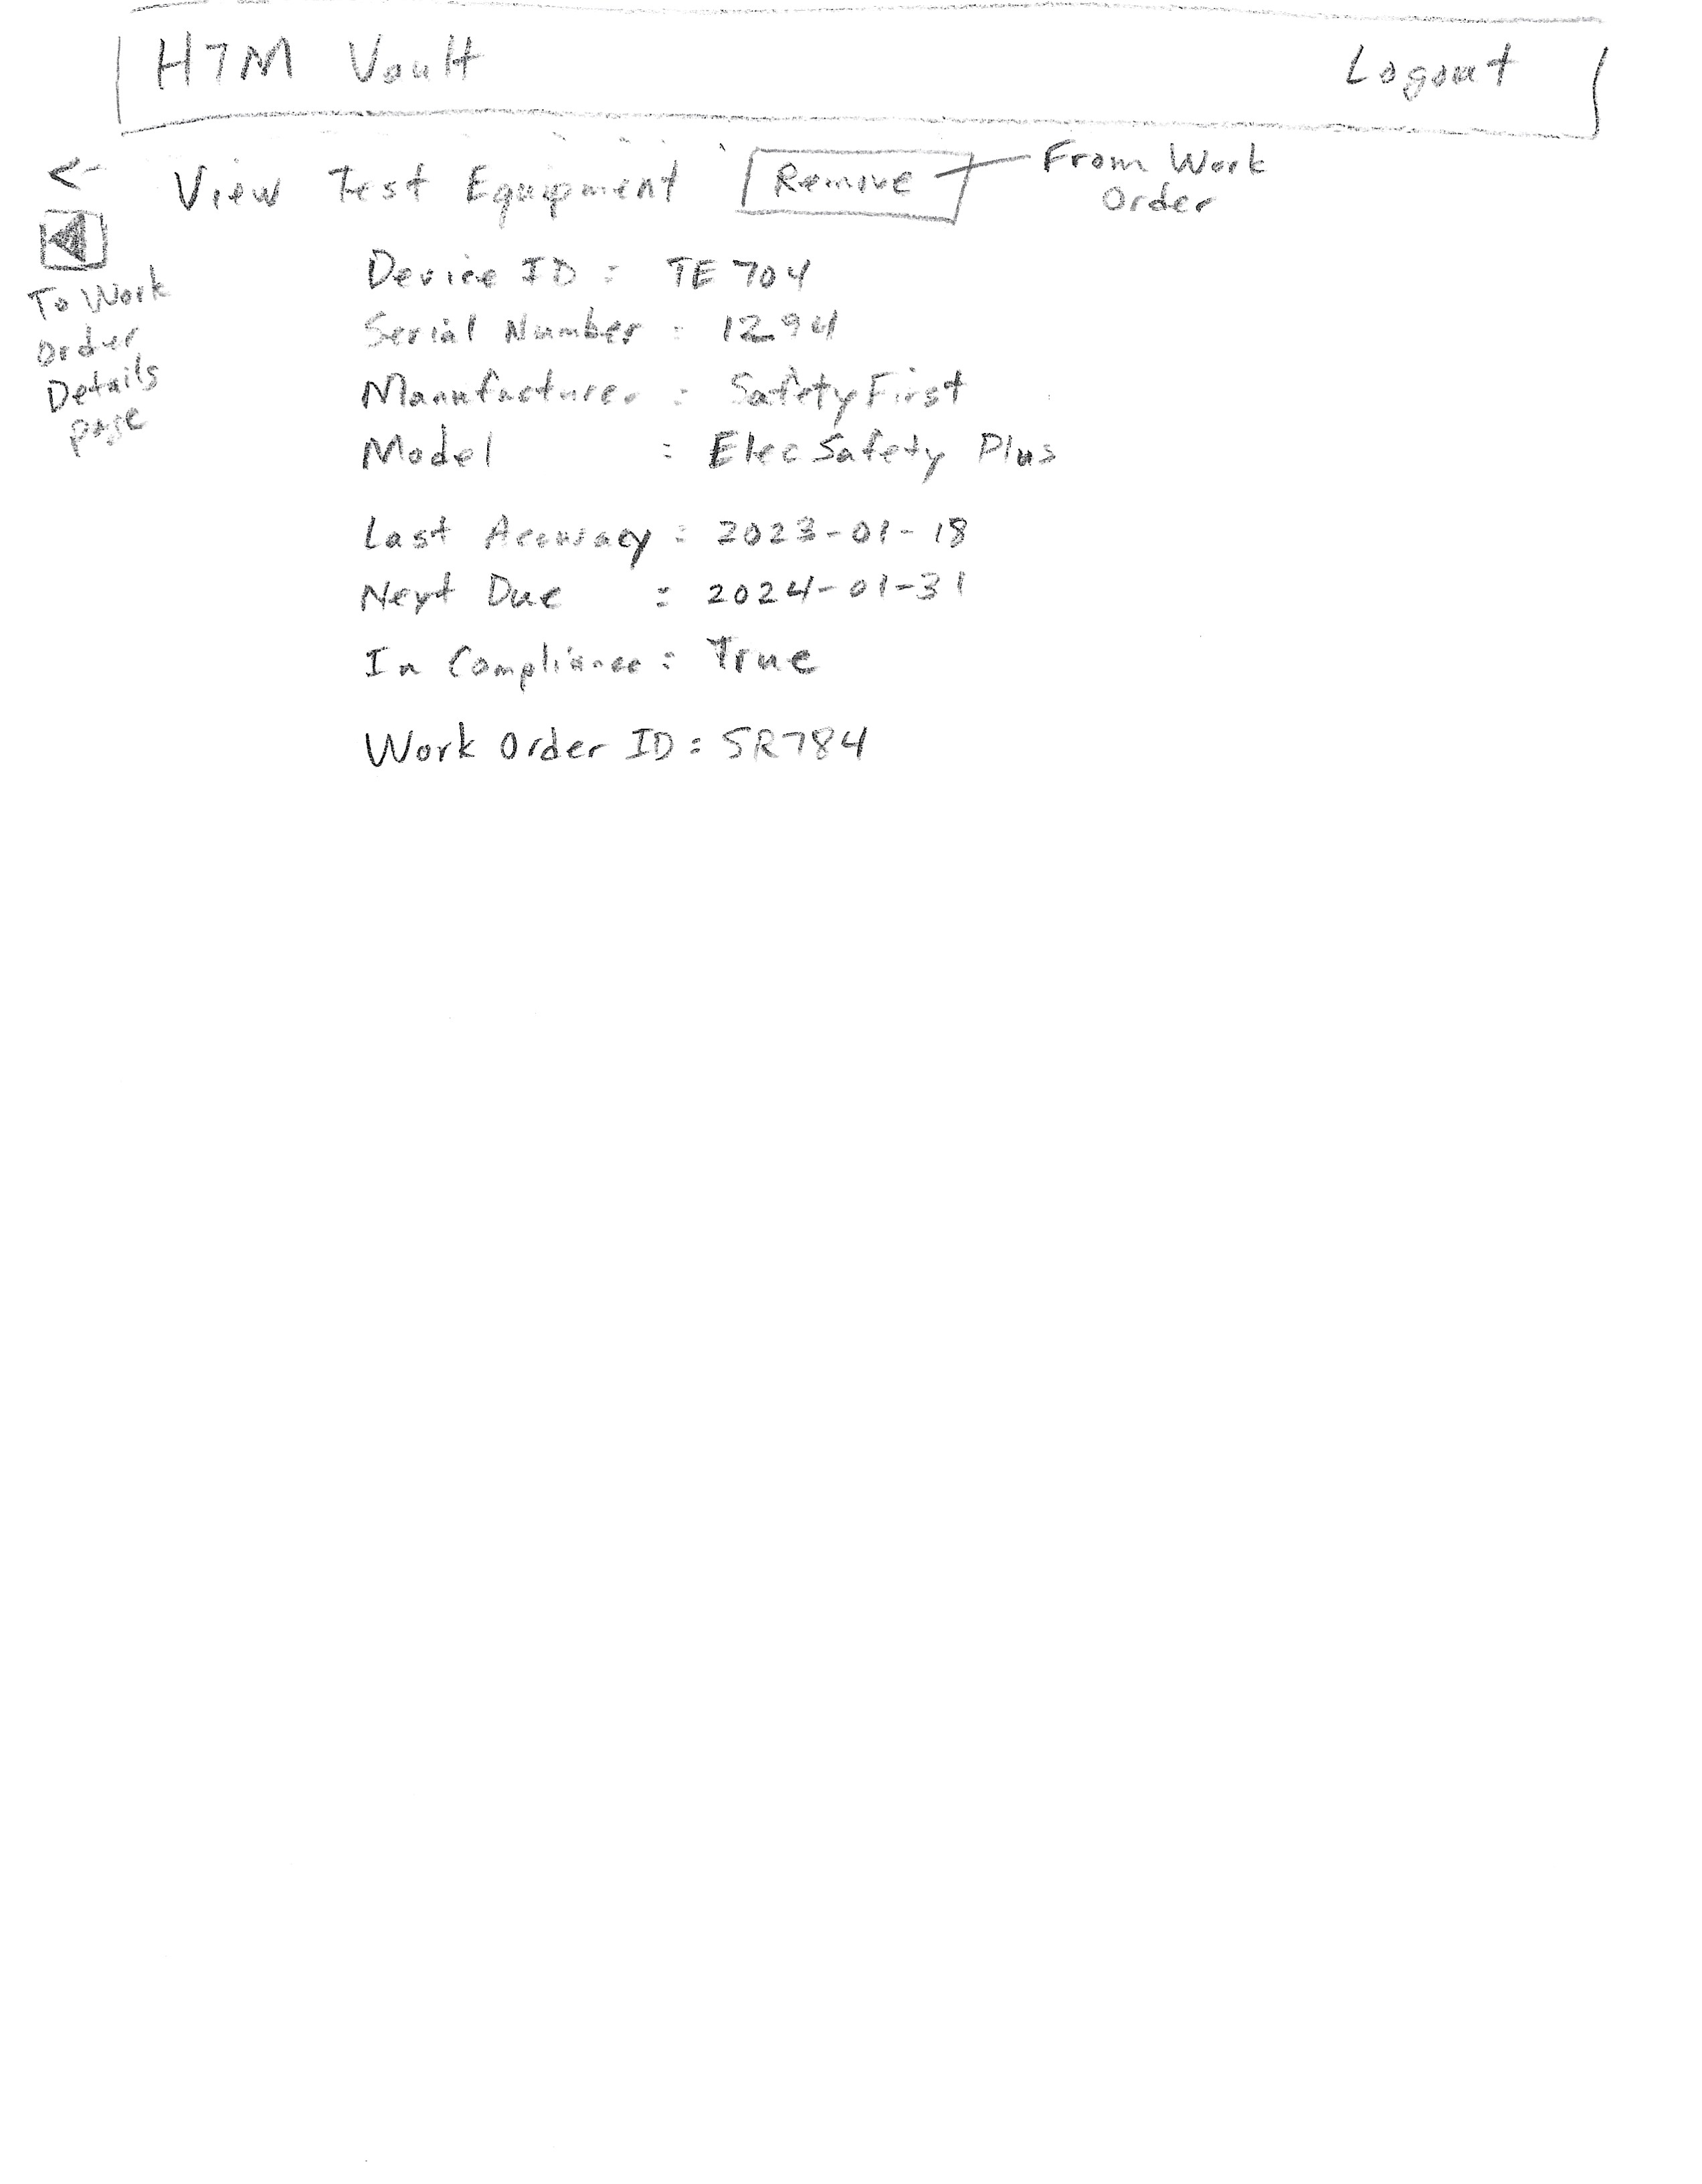 HTM Vault Logout
<- View Test Equipment Remove From Work
Order
To Work
Order
Details
page
Device ID : TE704
Serial Number : 1294
Manufacturer : SafetyFirst
Model : ElecSafety Plus
Last Accuracy : 2023-01-18
Next Due : 2024-01-31
In Compliance : True
Work Order ID : SR784